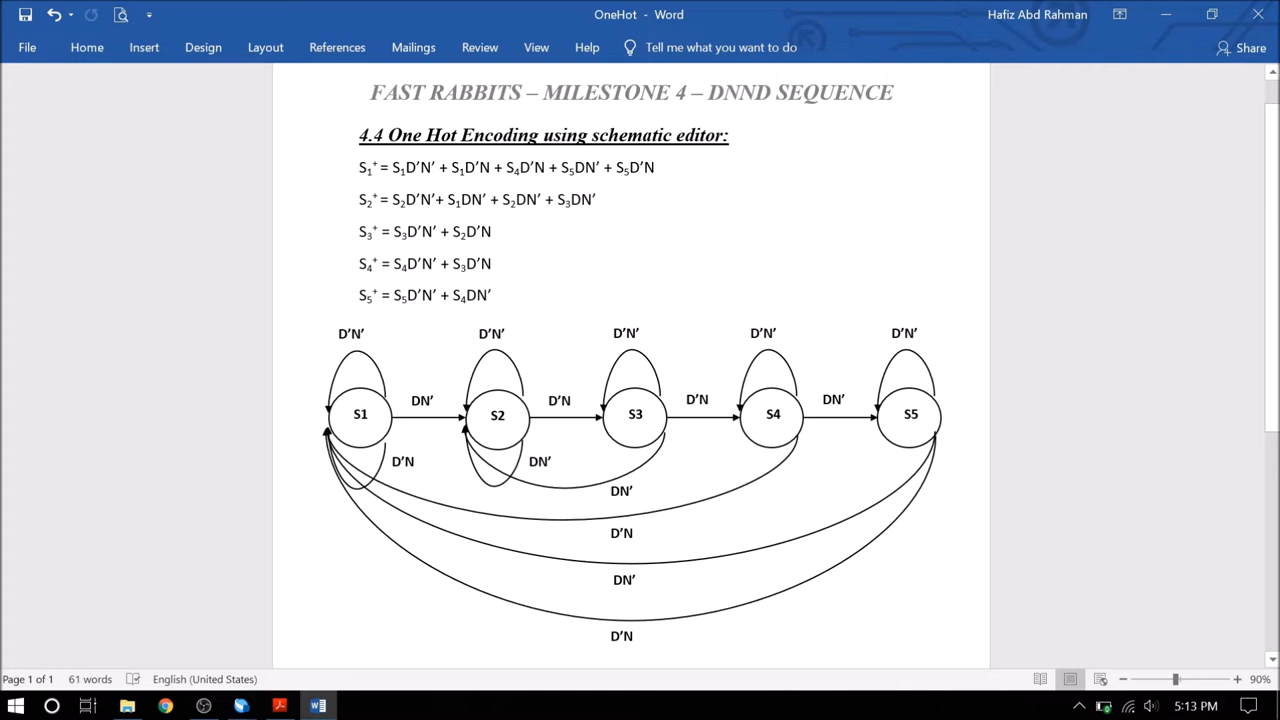 OneHot - Word
Hafiz Abd Rahman
File Home Insert Design Layout References Mailings Review View Help Tell me what you want to do Share
FAST RABBITS – MILESTONE 4 – DNND SEQUENCE
4.4 One Hot Encoding using schematic editor:
S₁⁺ = S₁D’N’ + S₁D’N + S₄D’N + S₅DN’ + S₅D’N
S₂⁺ = S₂D’N’+ S₁DN’ + S₂DN’ + S₃DN’
S₃⁺ = S₃D’N’ + S₂D’N
S₄⁺ = S₄D’N’ + S₃D’N
S₅⁺ = S₅D’N’ + S₄DN’
D’N’ D’N’ D’N’ D’N’ D’N’
DN’ D’N D’N DN’
S1 S2 S3 S4 S5
D’N DN’
DN’
D’N
DN’
D’N
Page 1 of 1 61 words English (United States) 90%
5:13 PM